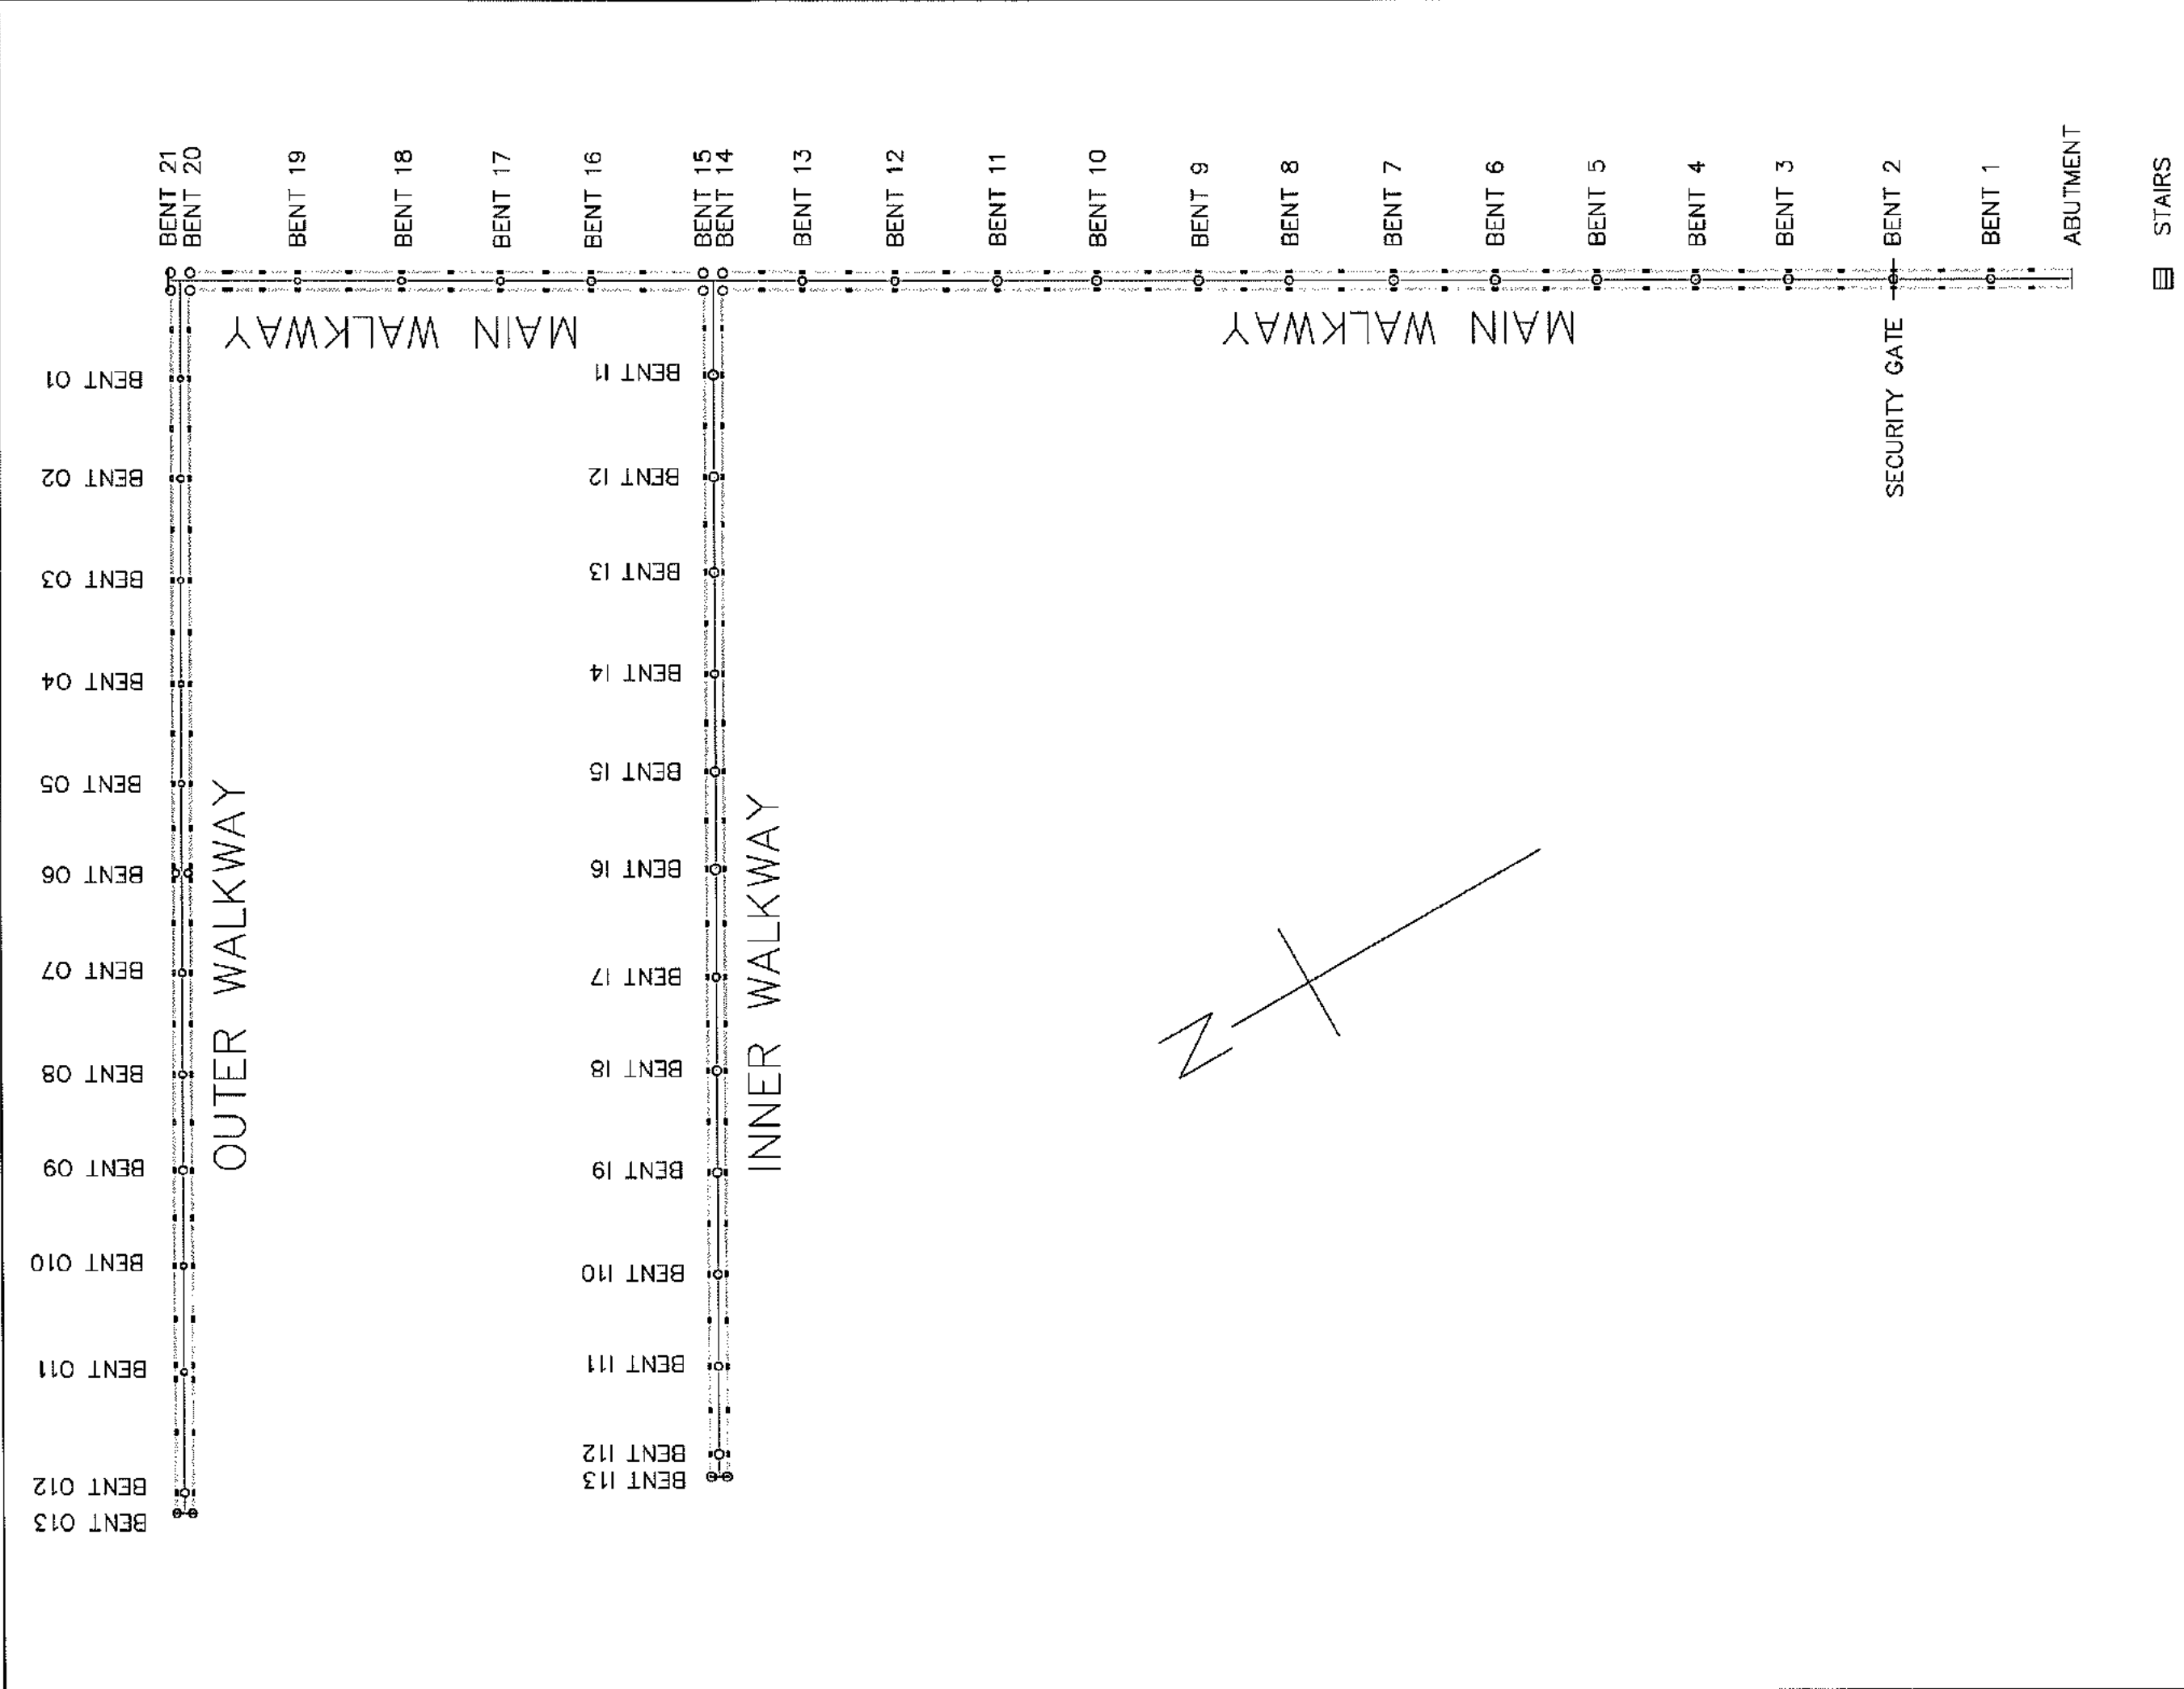 BENT 21
BENT 20
BENT 19
BENT 18
BENT 17
BENT 16
BENT 15
BENT 14
BENT 13
BENT 12
BENT 11
BENT 10
BENT 9
BENT 8
BENT 7
BENT 6
BENT 5
BENT 4
BENT 3
BENT 2
BENT 1
ABUTMENT
STAIRS
MAIN WALKWAY
MAIN WALKWAY
SECURITY GATE
BENT O1
BENT O2
BENT O3
BENT O4
BENT O5
BENT O6
BENT O7
BENT O8
BENT O9
BENT O10
BENT O11
BENT O12
BENT O13
OUTER WALKWAY
BENT I1
BENT I2
BENT I3
BENT I4
BENT I5
BENT I6
BENT I7
BENT I8
BENT I9
BENT I10
BENT I11
BENT I12
BENT I13
INNER WALKWAY
N